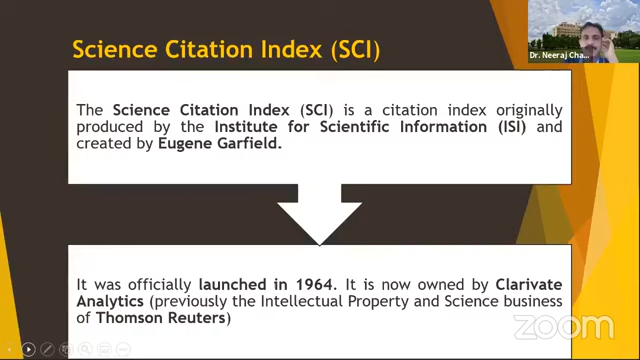 Science Citation Index (SCI)
Dr. Neeraj Cha...
The Science Citation Index (SCI) is a citation index originally
produced by the Institute for Scientific Information (ISI) and
created by Eugene Garfield.
It was officially launched in 1964. It is now owned by Clarivate
Analytics (previously the Intellectual Property and Science business
of Thomson Reuters)
zoom